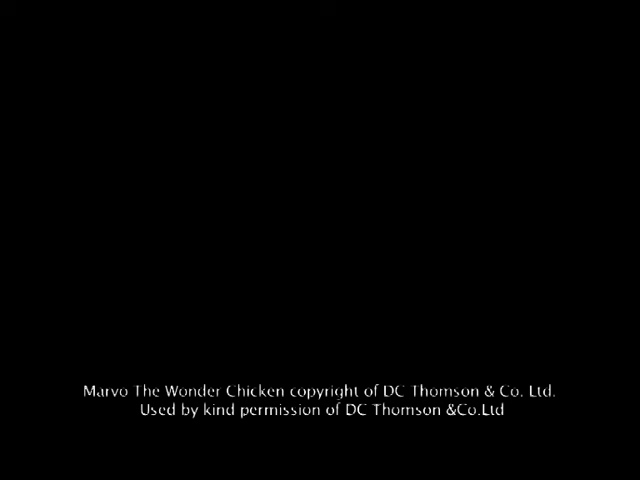 Marvo The Wonder Chicken copyright of DC Thomson & Co. Ltd.
Used by kind permission of DC Thomson &Co.Ltd